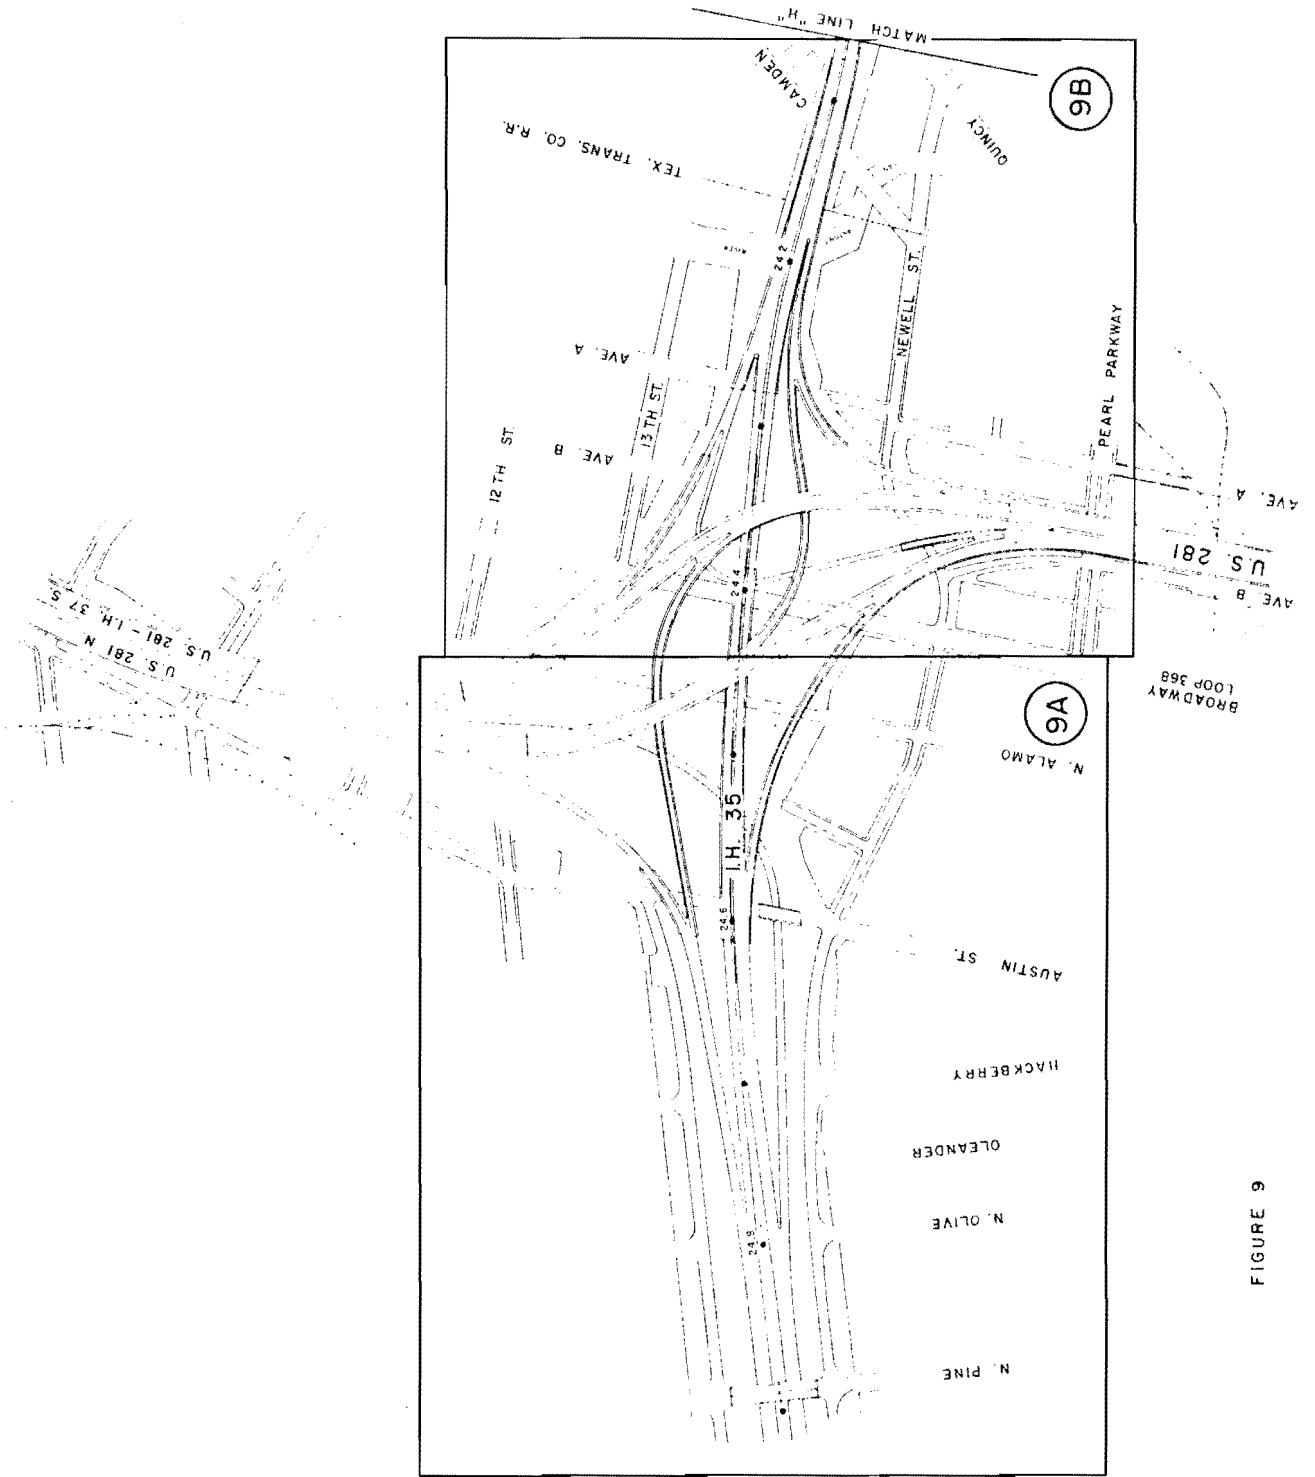 MATCH LINE "H"
9B
CAMDEN
TEX. TRANS. CO. R.R.
QUINCY
RIVER
24.2
NEWELL ST.
AVE. A
13TH ST.
AVE. B
12TH ST.
PEARL PARKWAY
AVE. A
U.S. 281
AVE. B
24.4
U.S. 281 - I.H. 37 S.
U.S. 281 N
BROADWAY
LOOP 368
9A
N. ALAMO
I.H. 35
24.6
AUSTIN ST.
HACKBERRY
OLEANDER
N. OLIVE
24.9
N. PINE
FIGURE 9